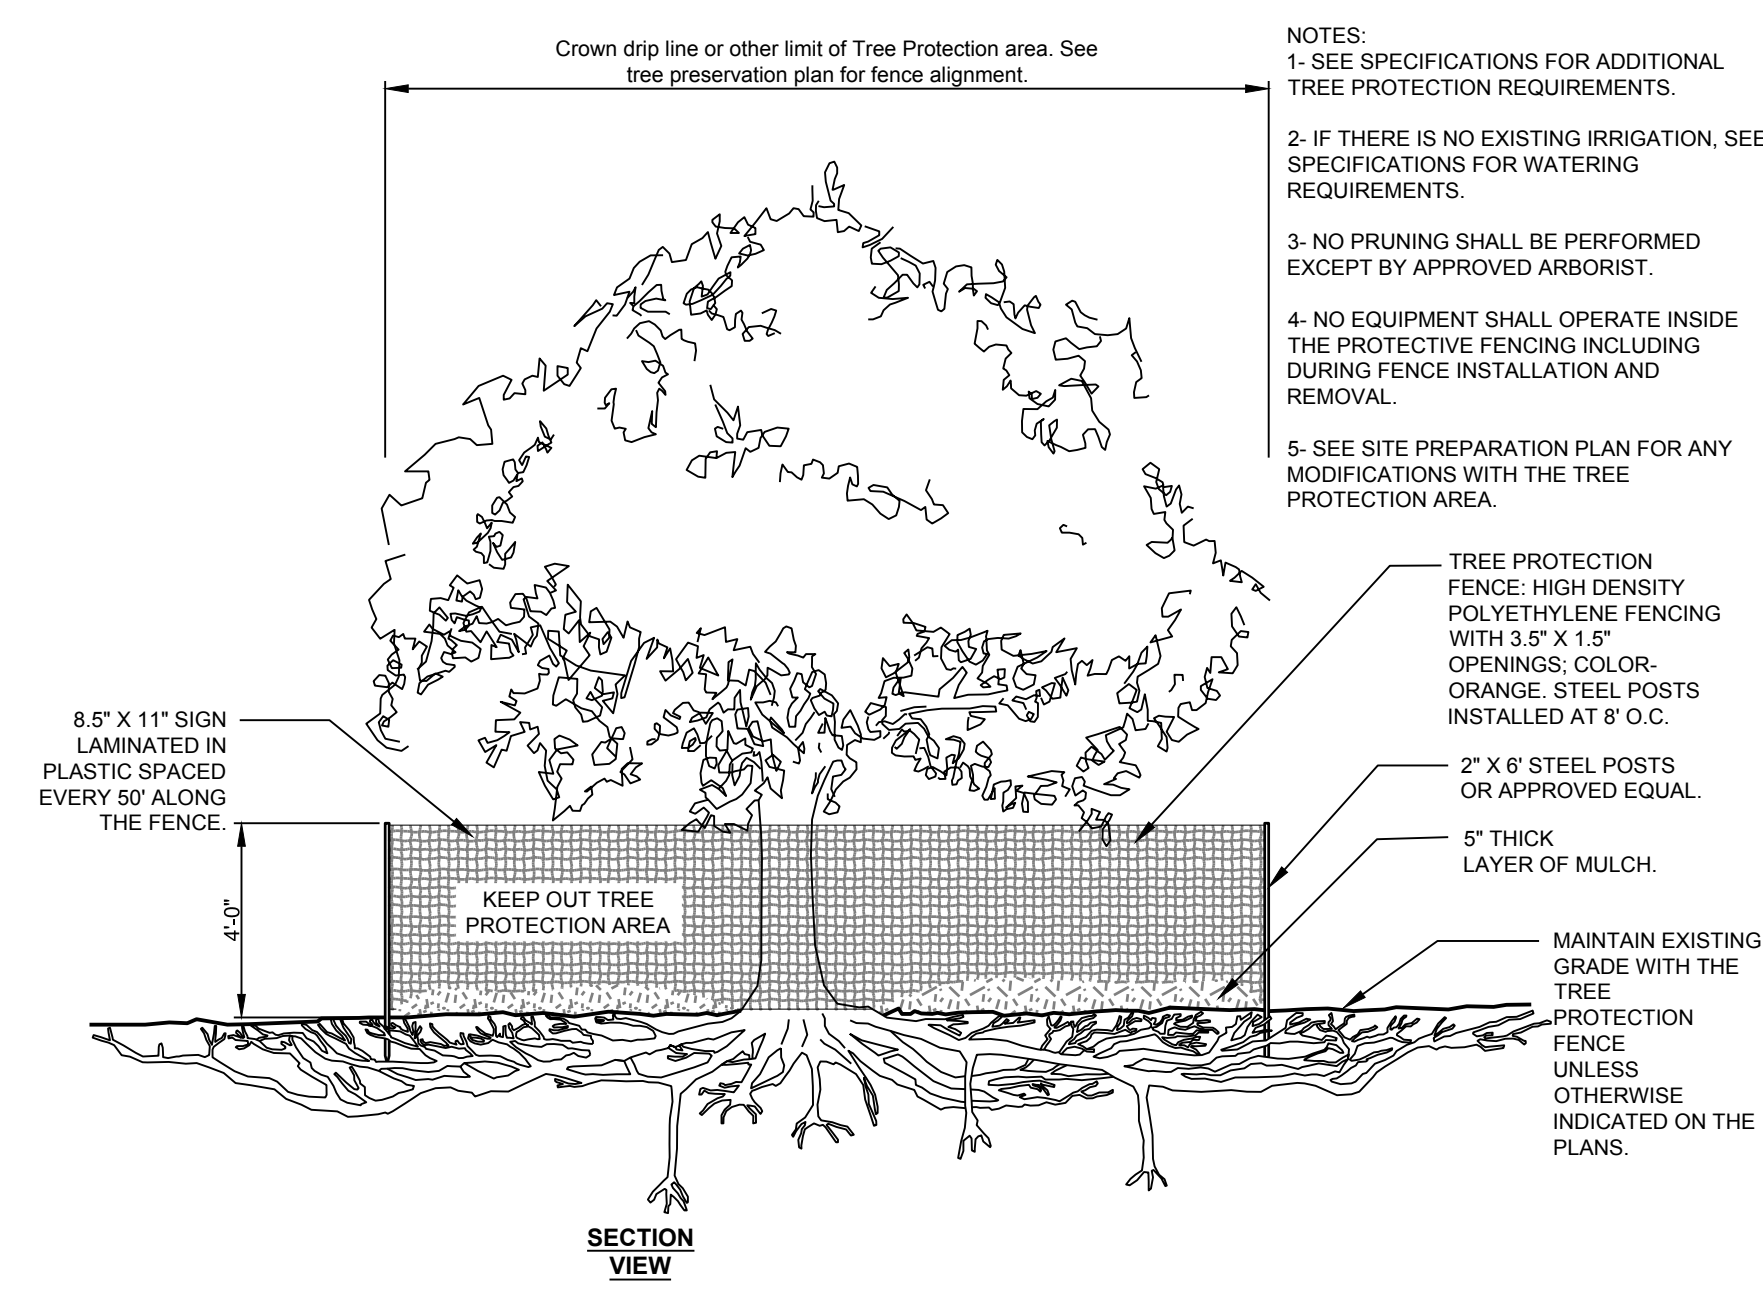 Crown drip line or other limit of Tree Protection area. See
tree preservation plan for fence alignment.
NOTES:
1- SEE SPECIFICATIONS FOR ADDITIONAL
TREE PROTECTION REQUIREMENTS.
2- IF THERE IS NO EXISTING IRRIGATION, SEE
SPECIFICATIONS FOR WATERING
REQUIREMENTS.
3- NO PRUNING SHALL BE PERFORMED
EXCEPT BY APPROVED ARBORIST.
4- NO EQUIPMENT SHALL OPERATE INSIDE
THE PROTECTIVE FENCING INCLUDING
DURING FENCE INSTALLATION AND
REMOVAL.
5- SEE SITE PREPARATION PLAN FOR ANY
MODIFICATIONS WITH THE TREE
PROTECTION AREA.
TREE PROTECTION
FENCE: HIGH DENSITY
POLYETHYLENE FENCING
WITH 3.5" X 1.5"
OPENINGS; COLOR-
ORANGE. STEEL POSTS
INSTALLED AT 8' O.C.
2" X 6' STEEL POSTS
OR APPROVED EQUAL.
5" THICK
LAYER OF MULCH.
MAINTAIN EXISTING
GRADE WITH THE
TREE
PROTECTION
FENCE
UNLESS
OTHERWISE
INDICATED ON THE
PLANS.
8.5" X 11" SIGN
LAMINATED IN
PLASTIC SPACED
EVERY 50' ALONG
THE FENCE.
4'-0"
KEEP OUT TREE
PROTECTION AREA
SECTION
VIEW